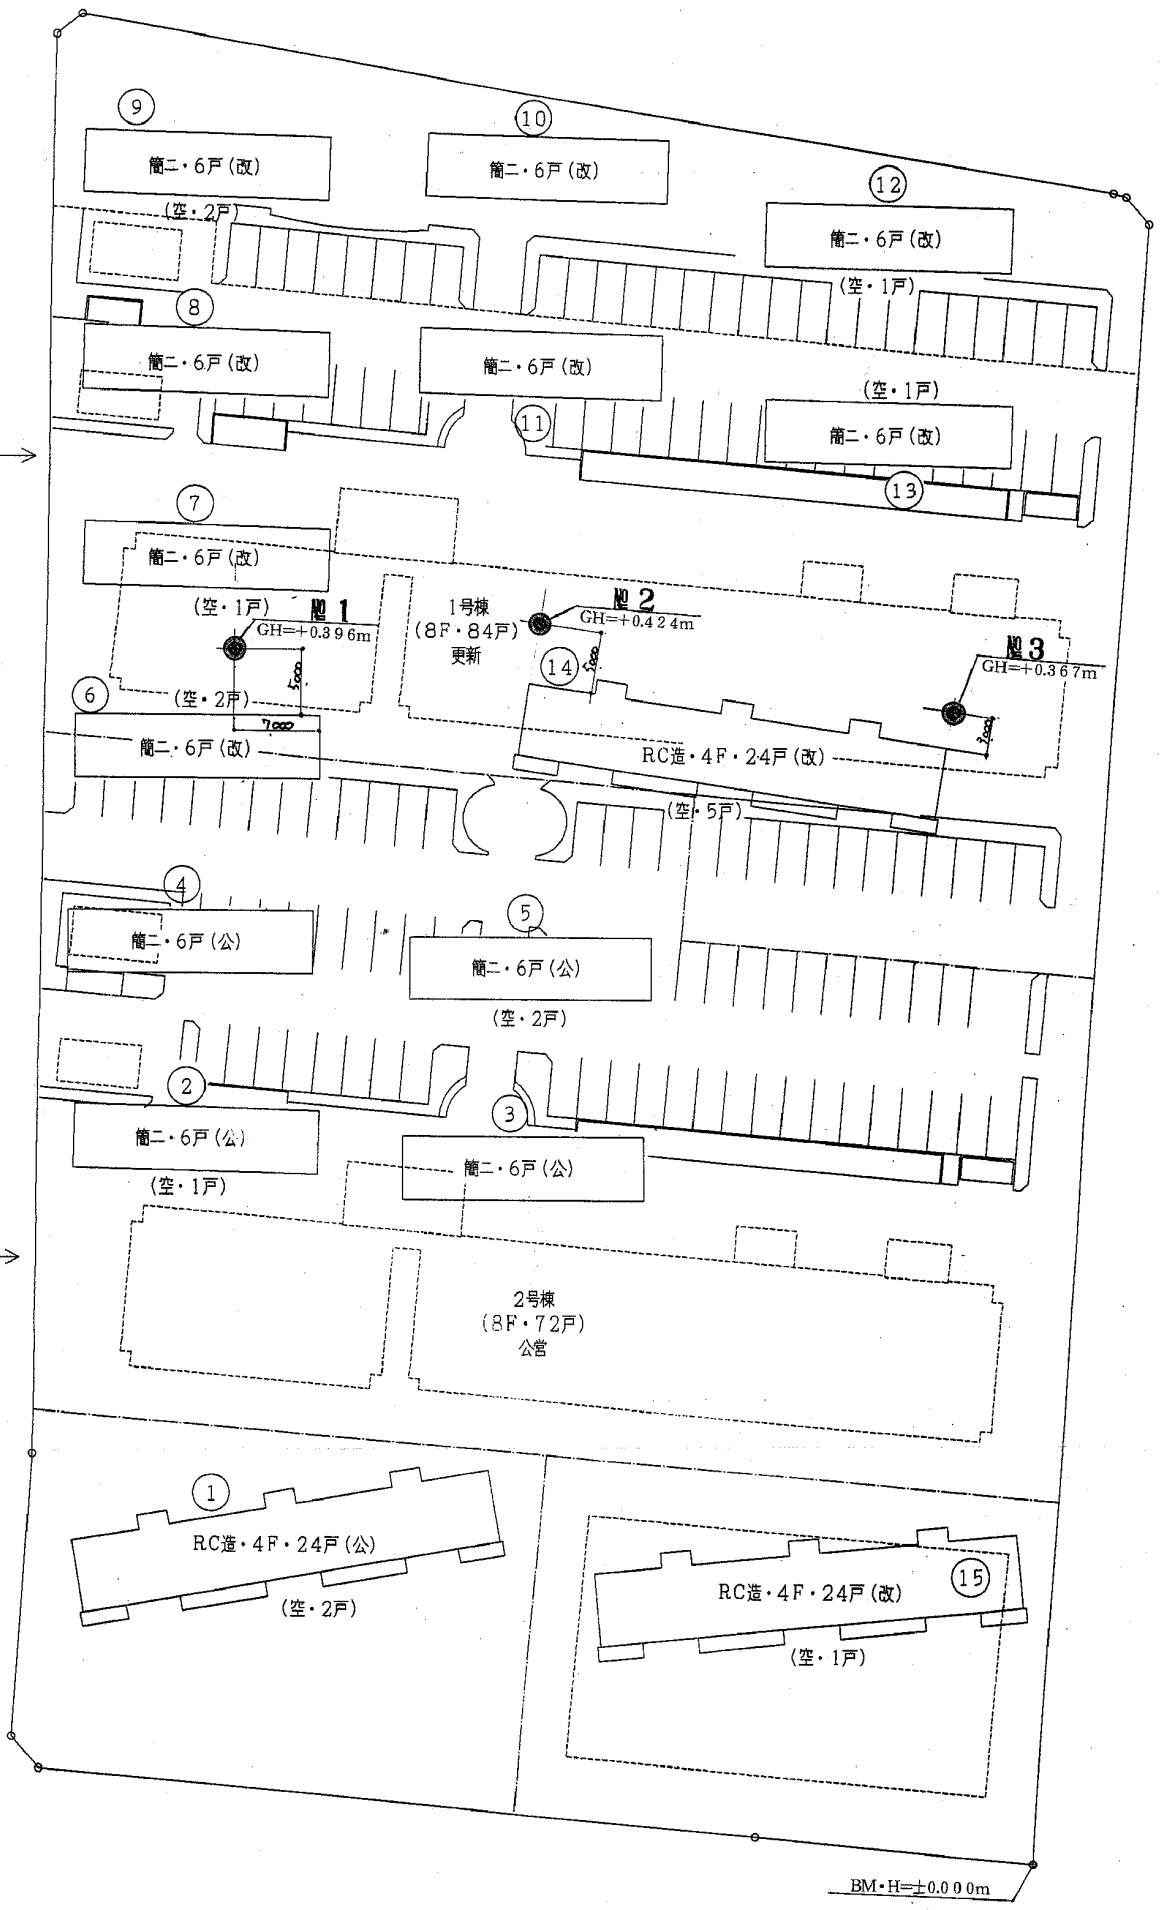 ⑨
簡二・6戸(改)
(空・2戸)
⑩
簡二・6戸(改)
⑫
簡二・6戸(改)
(空・1戸)
⑧
簡二・6戸(改)
簡二・6戸(改)
⑪
(空・1戸)
簡二・6戸(改)
⑬
⑦
簡二・6戸(改)
(空・1戸)
№1
GH=+0.396m
5000
7000
1号棟
(8F・84戸)
更新
№2
GH=+0.424m
5000
⑭
№3
GH=+0.367m
⑥
(空・2戸)
簡二・6戸(改)
RC造・4F・24戸(改)
(空・5戸)
④
簡二・6戸(公)
⑤
簡二・6戸(公)
(空・2戸)
②
簡二・6戸(公)
(空・1戸)
③
簡二・6戸(公)
2号棟
(8F・72戸)
公営
①
RC造・4F・24戸(公)
(空・2戸)
RC造・4F・24戸(改)
⑮
(空・1戸)
BM・H=±0.000m